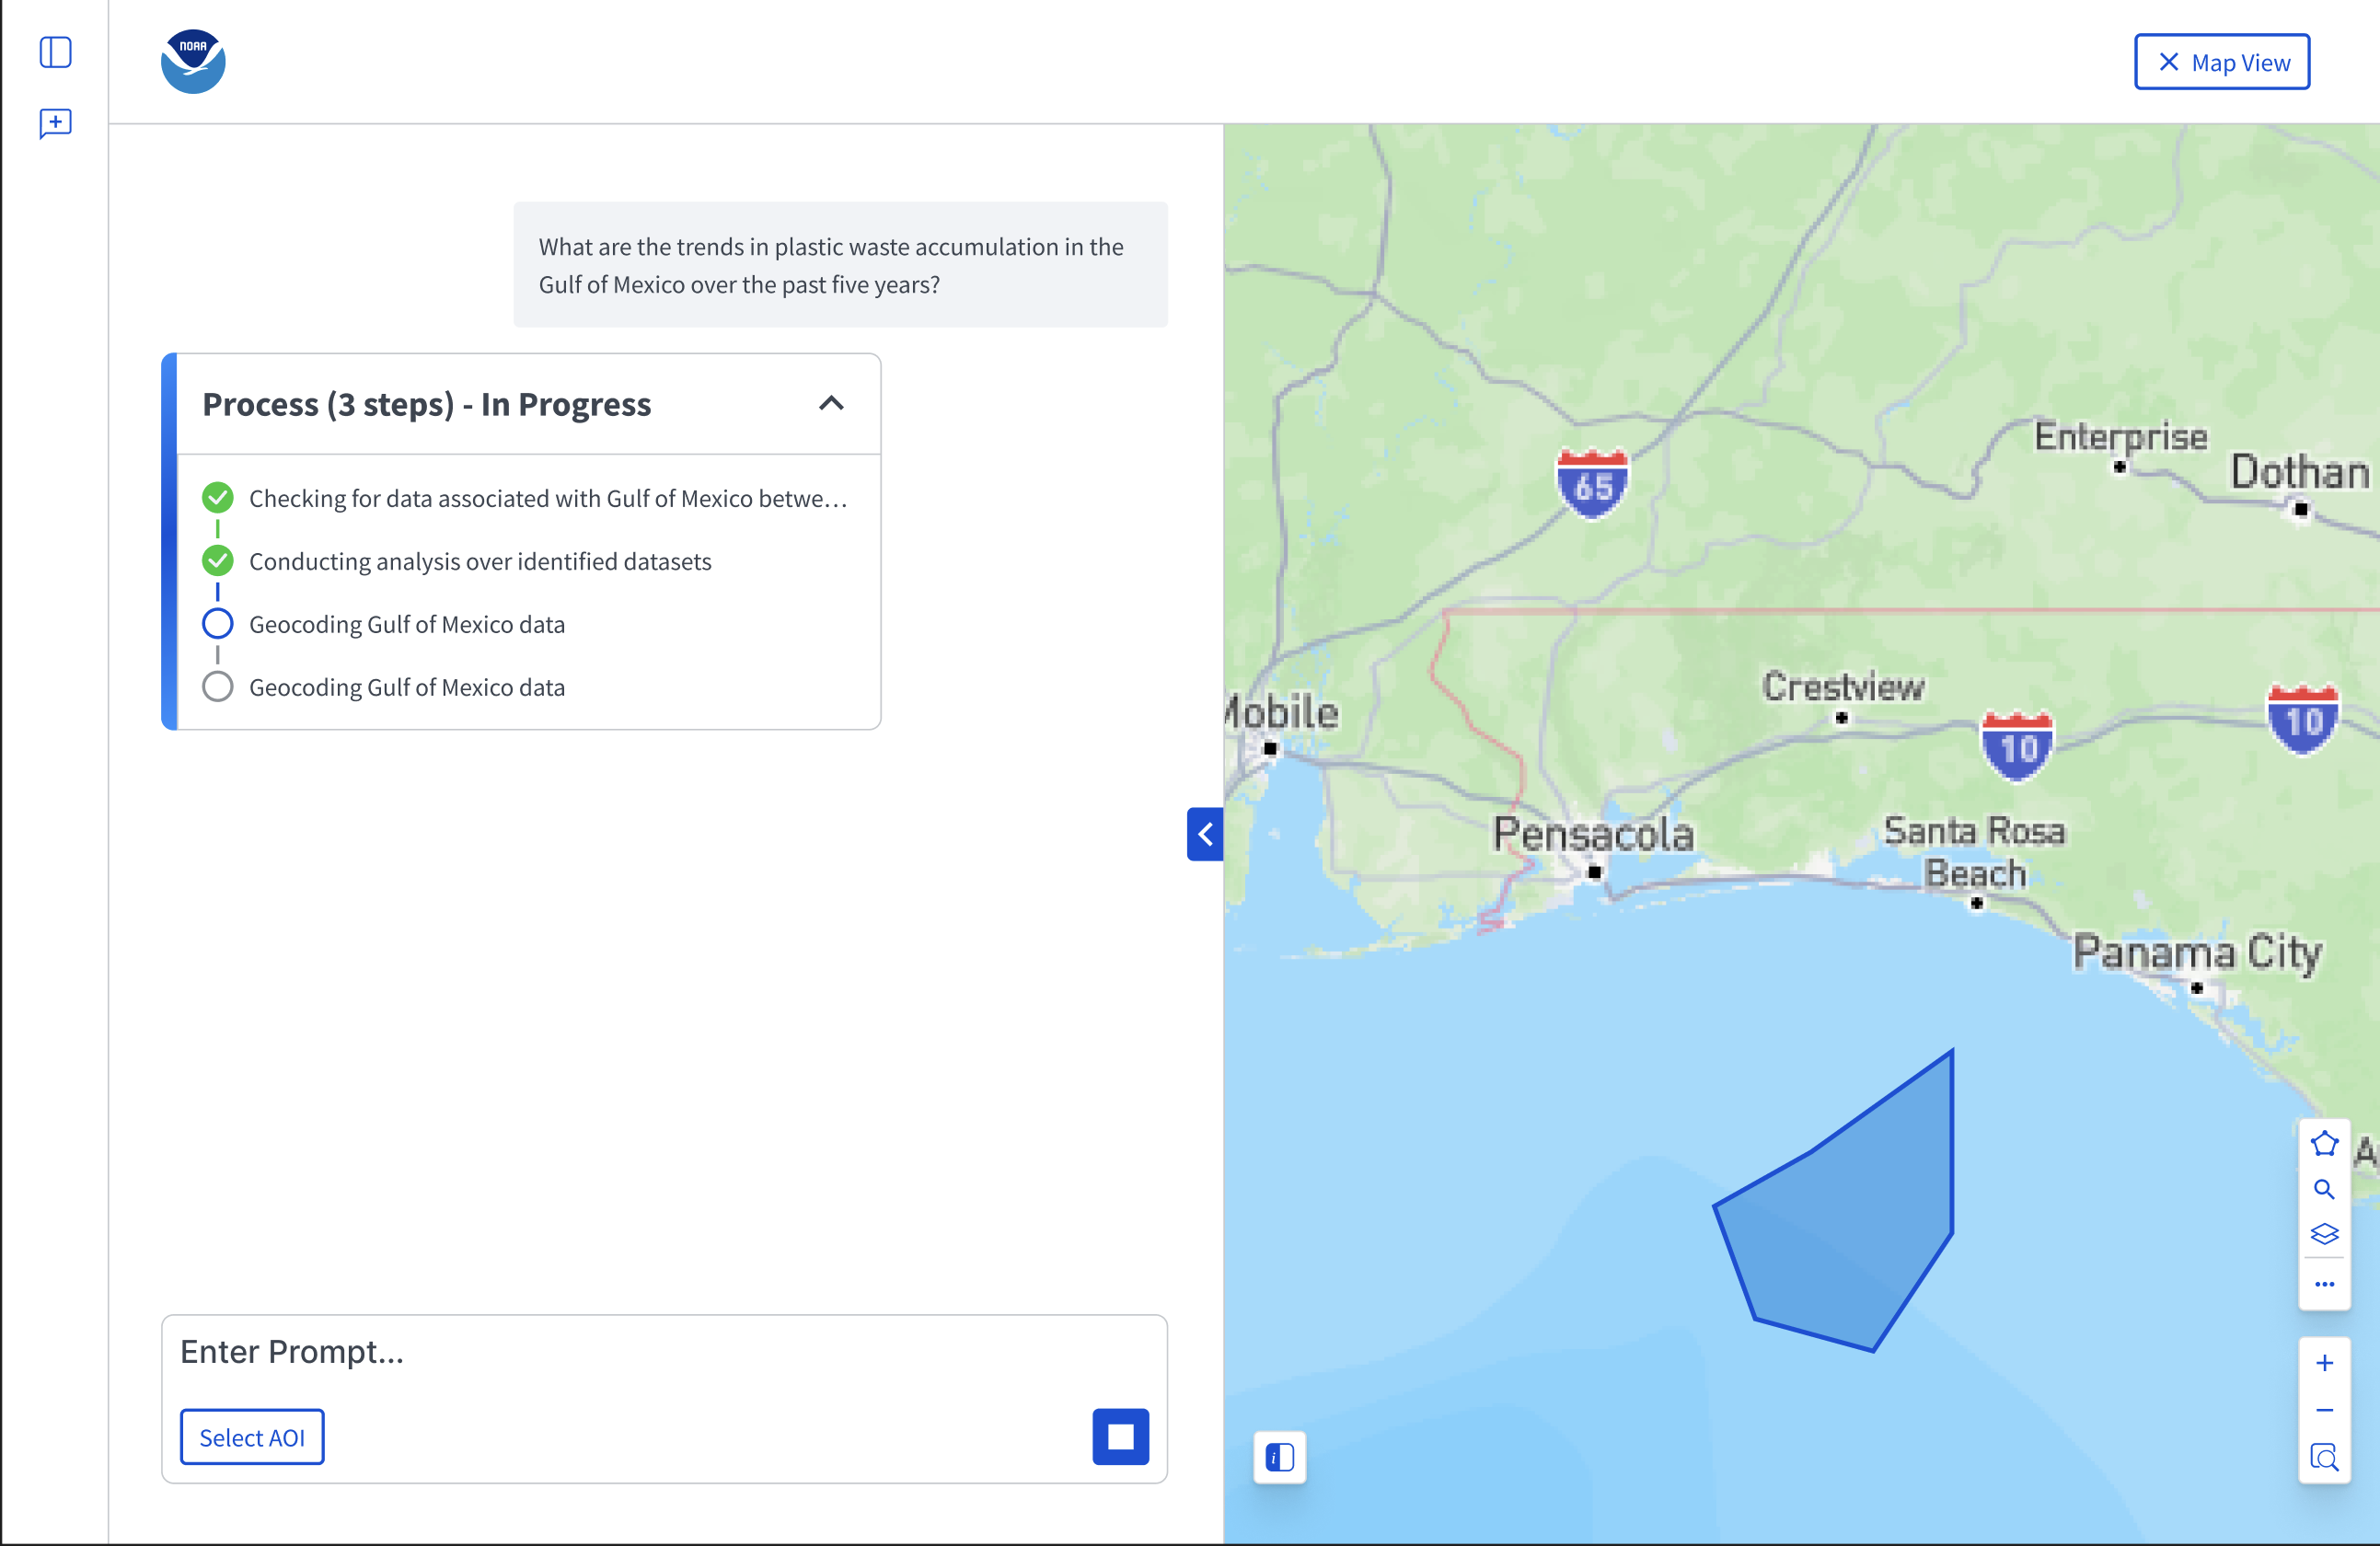 NOAA
Map View
What are the trends in plastic waste accumulation in the
Gulf of Mexico over the past five years?
Process (3 steps) - In Progress
Checking for data associated with Gulf of Mexico betwe...
Conducting analysis over identified datasets
Geocoding Gulf of Mexico data
Geocoding Gulf of Mexico data
Enter Prompt...
Select AOI
Enterprise
Dothan
65
Crestview
10
10
Mobile
Pensacola
Santa Rosa
Beach
Panama City
A
i